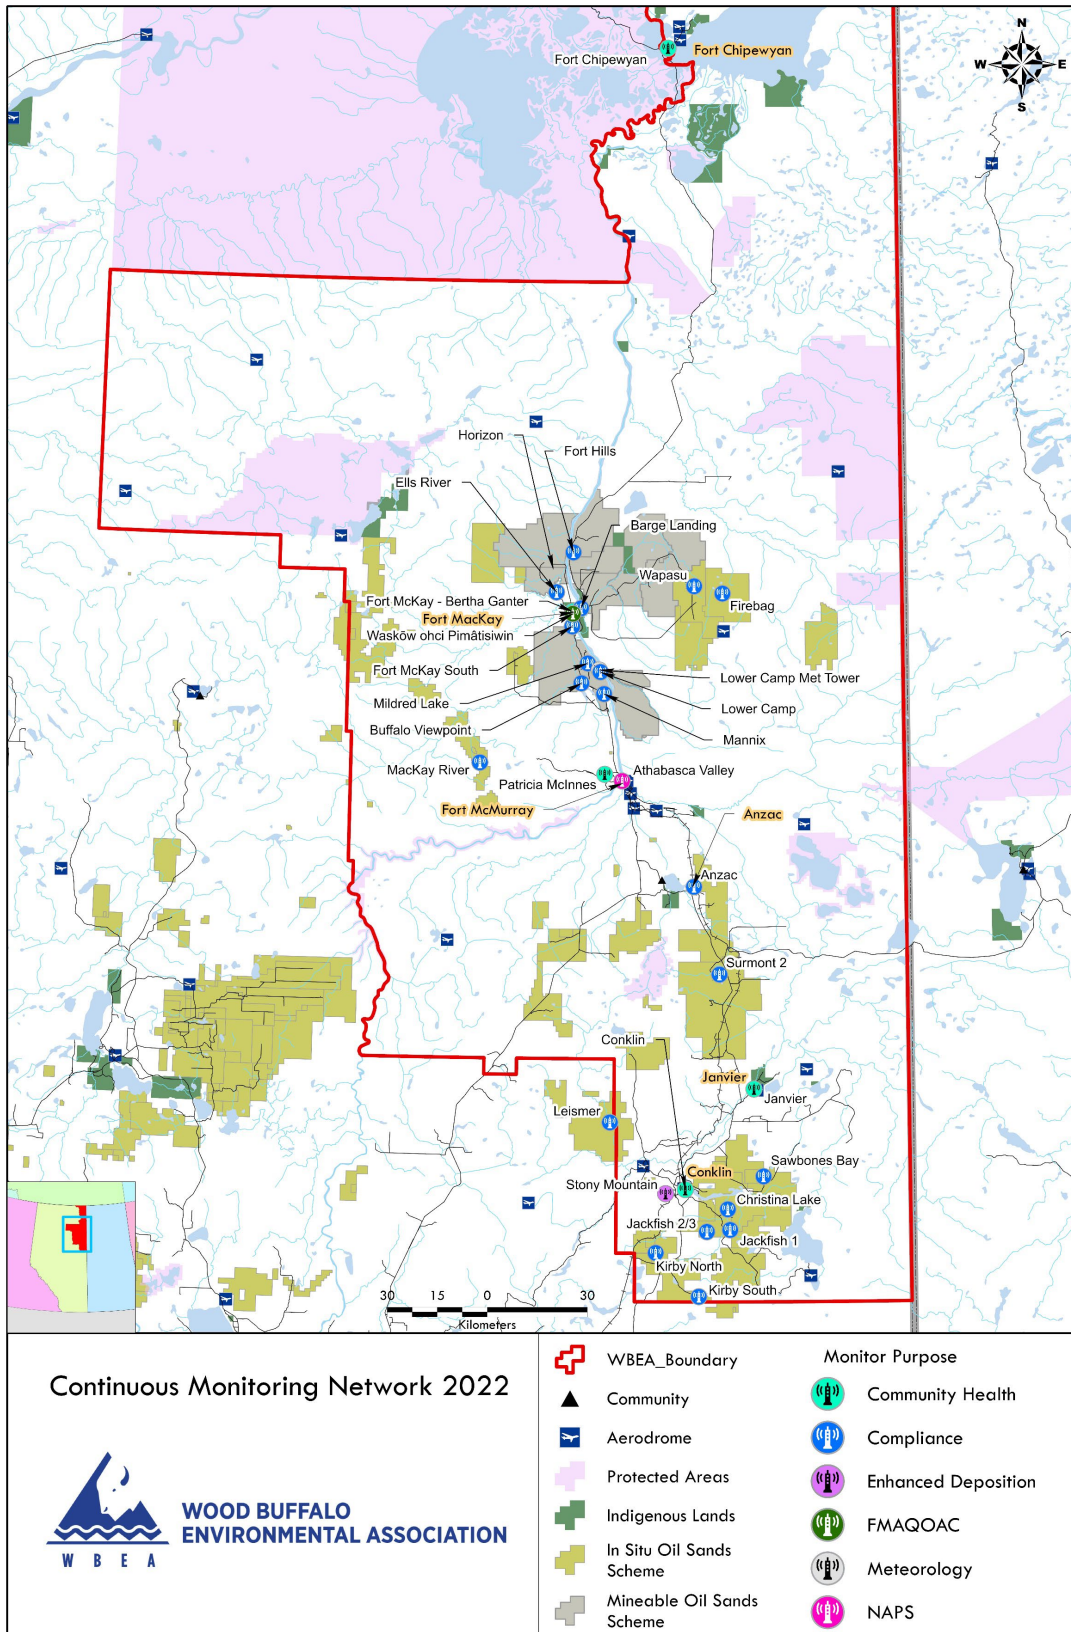 Fort Chipewyan
Fort Chipewyan
N
W E
S
Horizon
Fort Hills
Ells River
Barge Landing
Wapasu
Fort McKay - Bertha Ganter
Firebag
Fort MacKay
Waskōw ohci Pimâtisiwin
Fort McKay South
Lower Camp Met Tower
Mildred Lake
Lower Camp
Buffalo Viewpoint
Mannix
MacKay River
Athabasca Valley
Patricia McInnes
Fort McMurray
Anzac
Anzac
Surmont 2
Conklin
Janvier
Janvier
Leismer
Sawbones Bay
Conklin
Stony Mountain
Christina Lake
Jackfish 2/3
Jackfish 1
Kirby North
Kirby South
30 15 0 30
Kilometers
Continuous Monitoring Network 2022
WOOD BUFFALO
ENVIRONMENTAL ASSOCIATION
W B E A
WBEA_Boundary
Community
Aerodrome
Protected Areas
Indigenous Lands
In Situ Oil Sands
Scheme
Mineable Oil Sands
Scheme
Monitor Purpose
Community Health
Compliance
Enhanced Deposition
FMAQOAC
Meteorology
NAPS